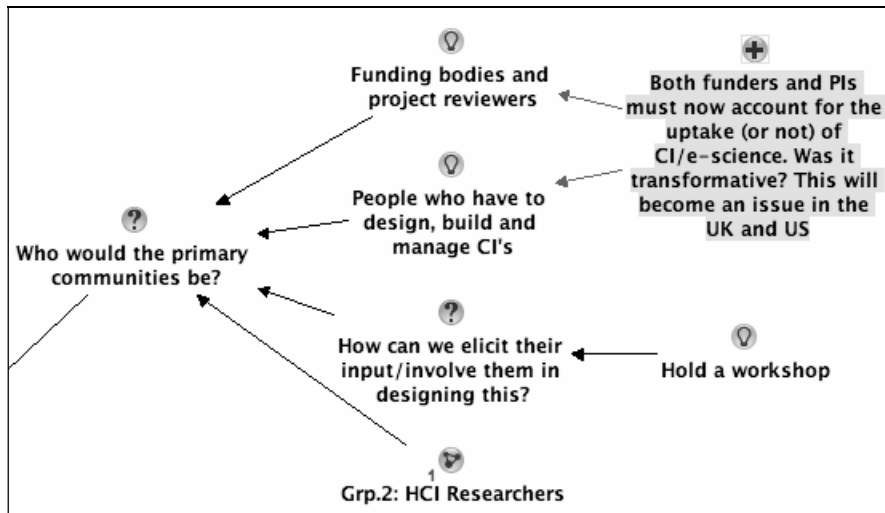 Funding bodies and
project reviewers
Both funders and PIs
must now account for the
uptake (or not) of
CI/e-science. Was it
transformative? This will
become an issue in the
UK and US
People who have to
design, build and
manage CI's
?
Who would the primary
communities be?
?
How can we elicit their
input/involve them in
designing this?
Hold a workshop
1
Grp.2: HCI Researchers